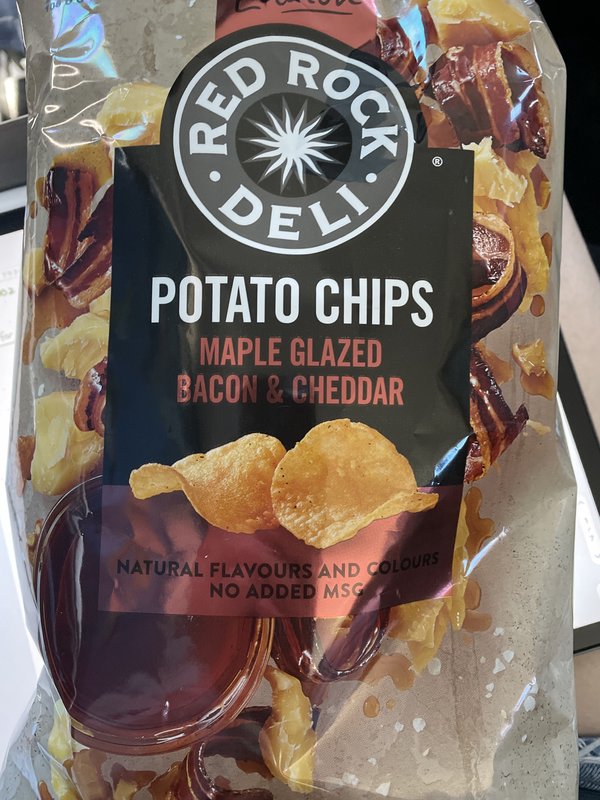 RED ROCK
DELI
®
POTATO CHIPS
MAPLE GLAZED
BACON & CHEDDAR
NATURAL FLAVOURS AND COLOURS
NO ADDED MSG